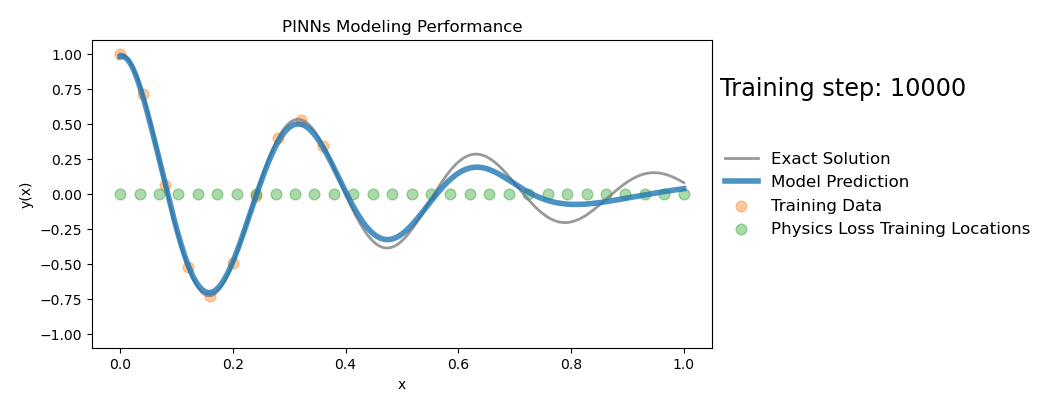 PINNs Modeling Performance
1.00
0.75
0.50
0.25
0.00
−0.25
−0.50
−0.75
−1.00
y(x)
0.0 0.2 0.4 0.6 0.8 1.0
x
Training step: 10000
Exact Solution
Model Prediction
Training Data
Physics Loss Training Locations